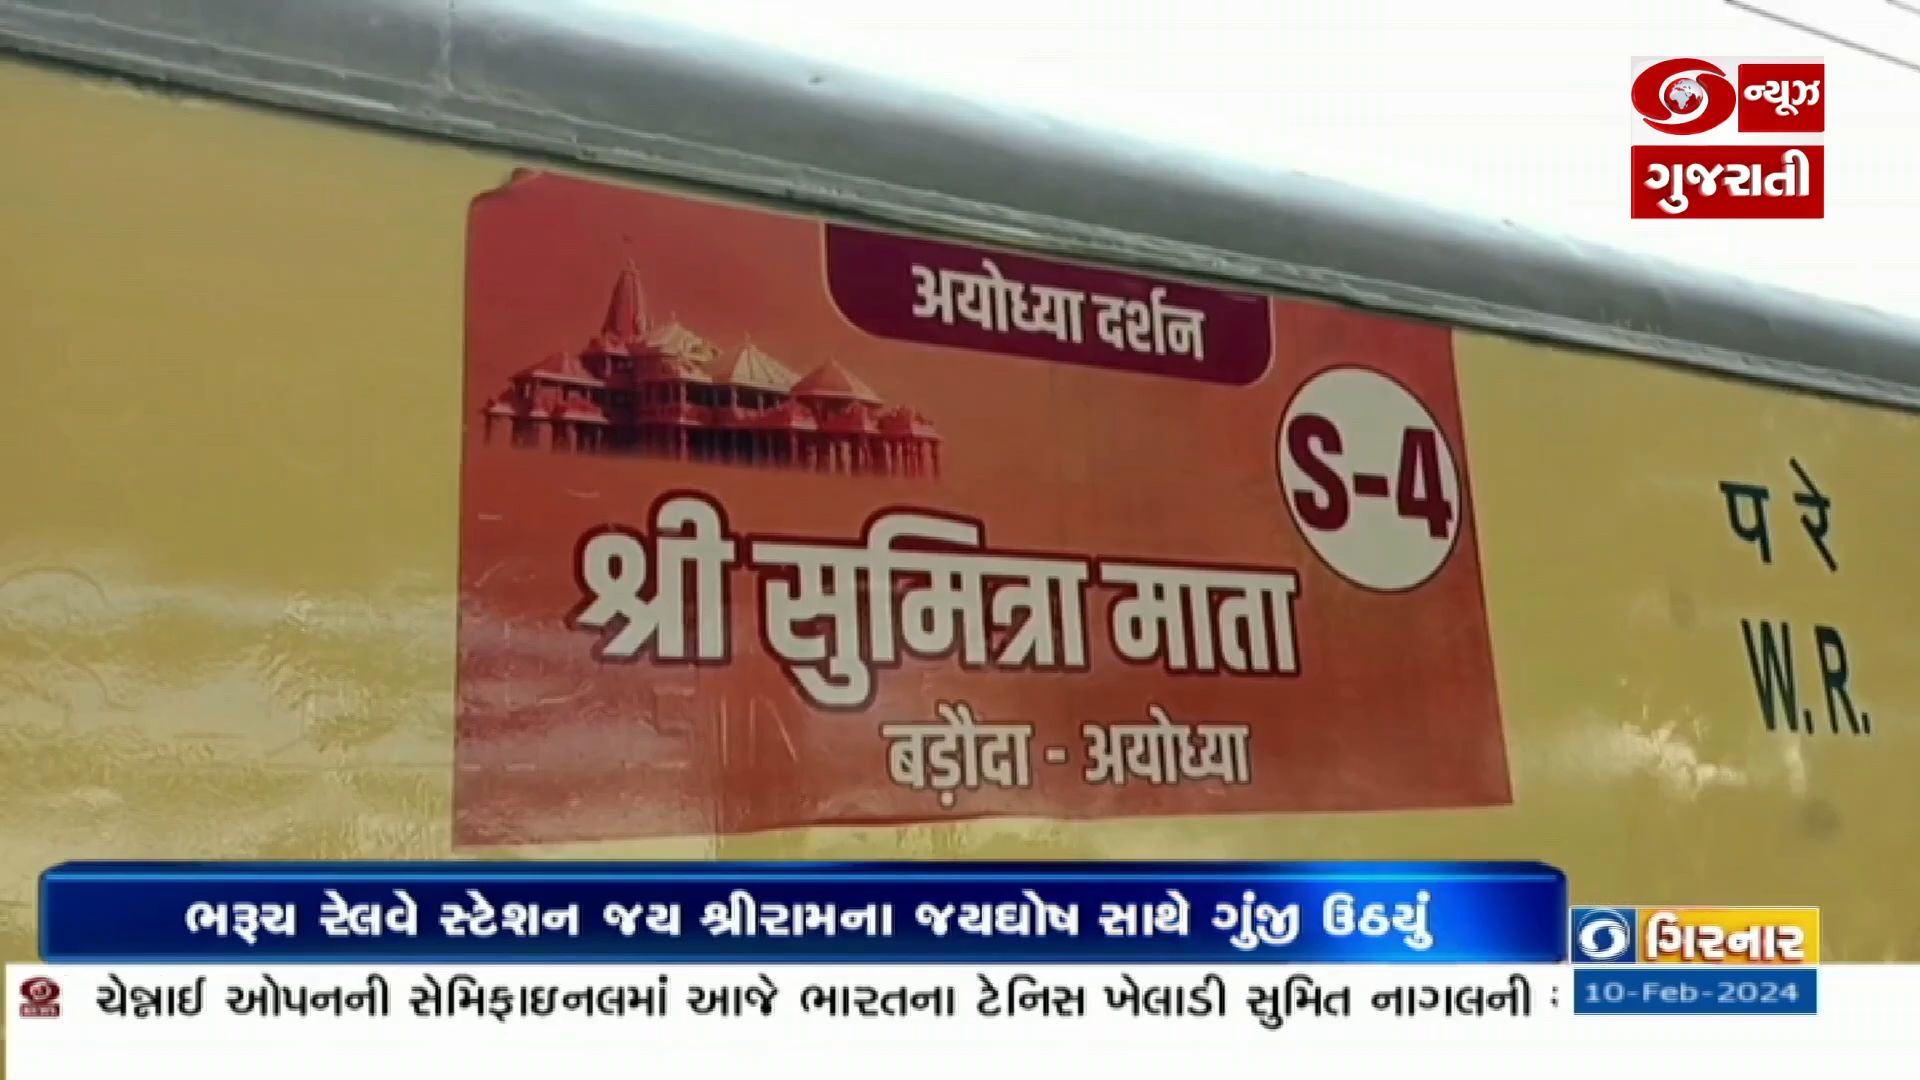 ન્યૂઝ
ગુજરાતી
अयोध्या दर्शन
S-4
श्री सुमित्रा माता
बड़ौदा - अयोध्या
प रे
W.R.
ભરૂચ રેલવે સ્ટેશન જય શ્રીરામના જયઘોષ સાથે ગુંજી ઉઠયું
ગિરનાર
ચેન્નાઈ ઓપનની સેમિફાઇનલમાં આજે ભારતના ટેનિસ ખેલાડી સુમિત નાગલની
10-Feb-2024